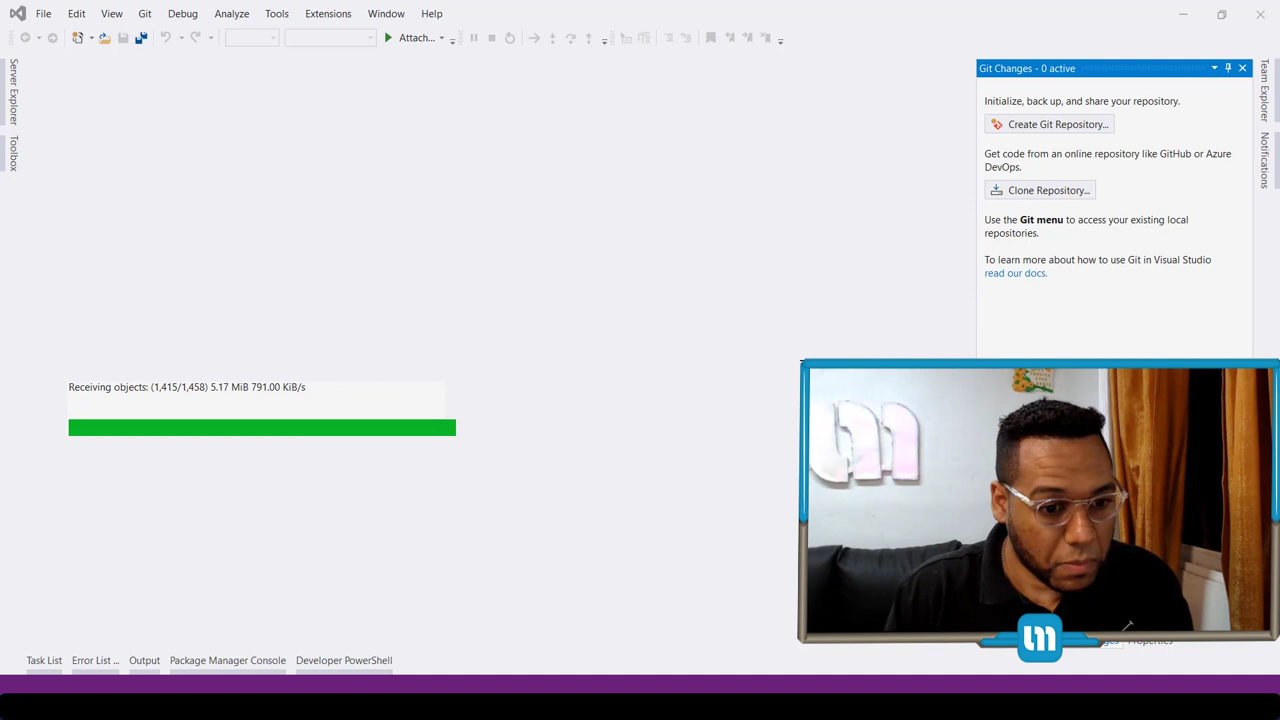 File Edit View Git Debug Analyze Tools Extensions Window Help
Attach...
Server Explorer
Toolbox
Git Changes - 0 active
Initialize, back up, and share your repository.
Create Git Repository...
Get code from an online repository like GitHub or Azure
DevOps.
Clone Repository...
Use the Git menu to access your existing local
repositories.
To learn more about how to use Git in Visual Studio
read our docs.
Team Explorer
Notifications
Receiving objects: (1,415/1,458) 5.17 MiB 791.00 KiB/s
Task List Error List ... Output Package Manager Console Developer PowerShell